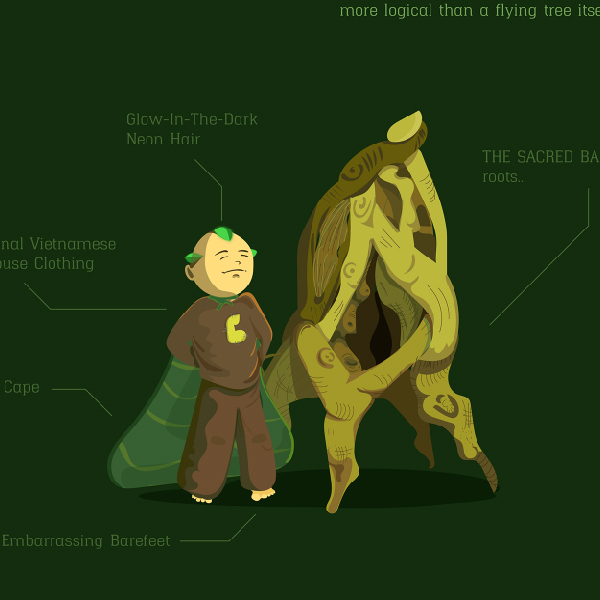 more logical than a flying tree itse
Glow-In-The-Dark
Neon Hair
THE SACRED BA
roots..
nal Vietnamese
ouse Clothing
Cape
Embarrassing Barefeet